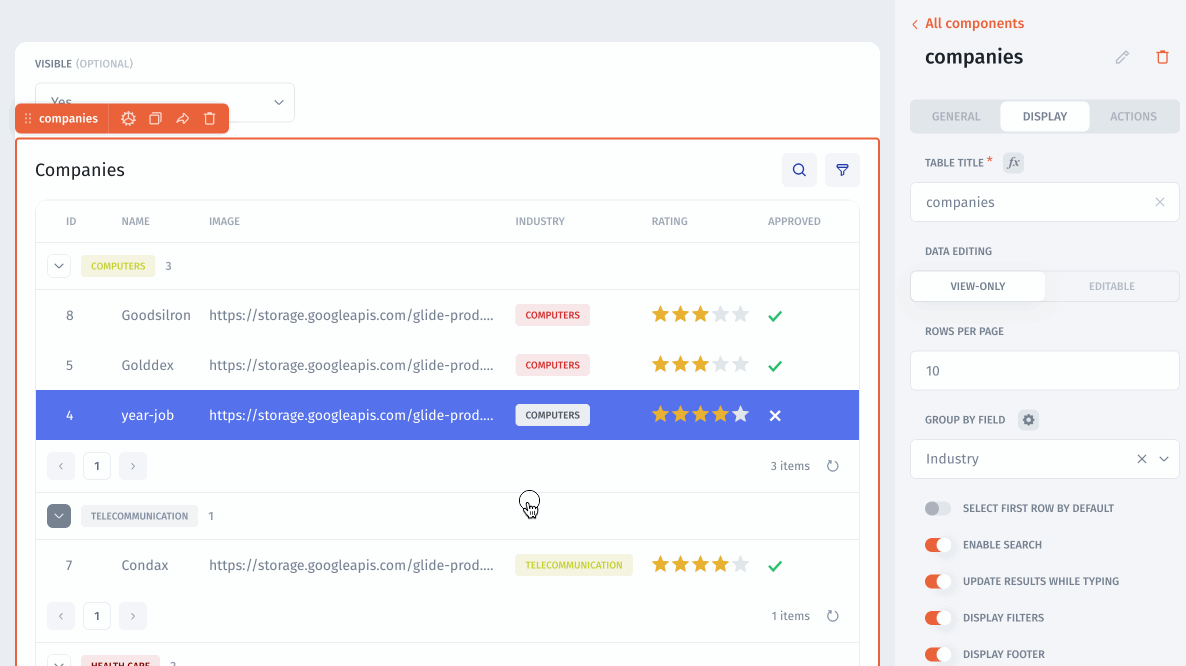 VISIBLE (OPTIONAL)
Yes
companies
Companies
ID NAME IMAGE INDUSTRY RATING APPROVED
COMPUTERS 3
8 Goodsilron https://storage.googleapis.com/glide-prod.... COMPUTERS
5 Golddex https://storage.googleapis.com/glide-prod.... COMPUTERS
4 year-job https://storage.googleapis.com/glide-prod.... COMPUTERS
‹ 1 › 3 items
TELECOMMUNICATION 1
7 Condax https://storage.googleapis.com/glide-prod.... TELECOMMUNICATION
‹ 1 › 1 items
HEALTH CARE 2
All components
companies
GENERAL DISPLAY ACTIONS
TABLE TITLE * fx
companies
DATA EDITING
VIEW-ONLY EDITABLE
ROWS PER PAGE
10
GROUP BY FIELD
Industry
SELECT FIRST ROW BY DEFAULT
ENABLE SEARCH
UPDATE RESULTS WHILE TYPING
DISPLAY FILTERS
DISPLAY FOOTER